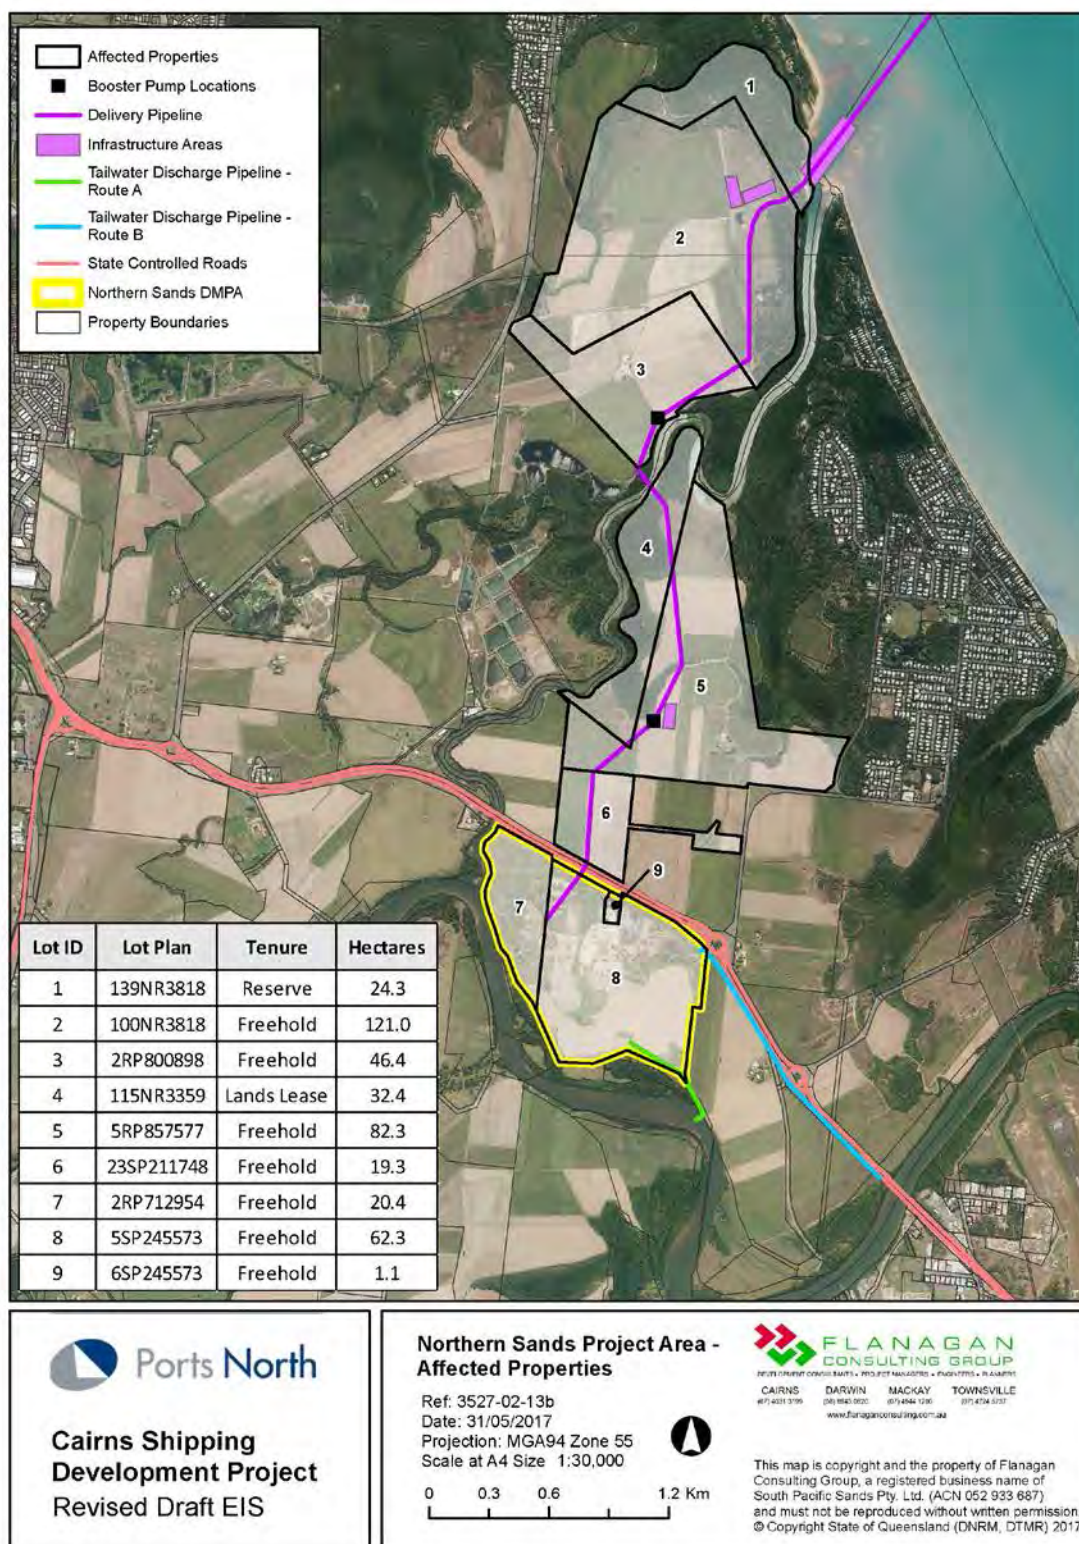 Affected Properties
Booster Pump Locations
Delivery Pipeline
Infrastructure Areas
Tailwater Discharge Pipeline -
Route A
Tailwater Discharge Pipeline -
Route B
State Controlled Roads
Northern Sands DMPA
Property Boundaries
1
2
3
4
5
6
9
7
8
Lot ID Lot Plan Tenure Hectares
1 139NR3818 Reserve 24.3
2 100NR3818 Freehold 121.0
3 2RP800898 Freehold 46.4
4 115NR3359 Lands Lease 32.4
5 5RP857577 Freehold 82.3
6 23SP211748 Freehold 19.3
7 2RP712954 Freehold 20.4
8 5SP245573 Freehold 62.3
9 6SP245573 Freehold 1.1
Ports North
Cairns Shipping
Development Project
Revised Draft EIS
Northern Sands Project Area -
Affected Properties
Ref: 3527-02-13b
Date: 31/05/2017
Projection: MGA94 Zone 55
Scale at A4 Size 1:30,000
0 0.3 0.6 1.2 Km
FLANAGAN
CONSULTING GROUP
DEVELOPMENT CONSULTANTS • PROJECT MANAGERS • ENGINEERS • PLANNERS
CAIRNS DARWIN MACKAY TOWNSVILLE
www.flanaganconsulting.com.au
This map is copyright and the property of Flanagan
Consulting Group, a registered business name of
South Pacific Sands Pty. Ltd. (ACN 052 933 687)
and must not be reproduced without written permission.
© Copyright State of Queensland (DNRM, DTMR) 2017